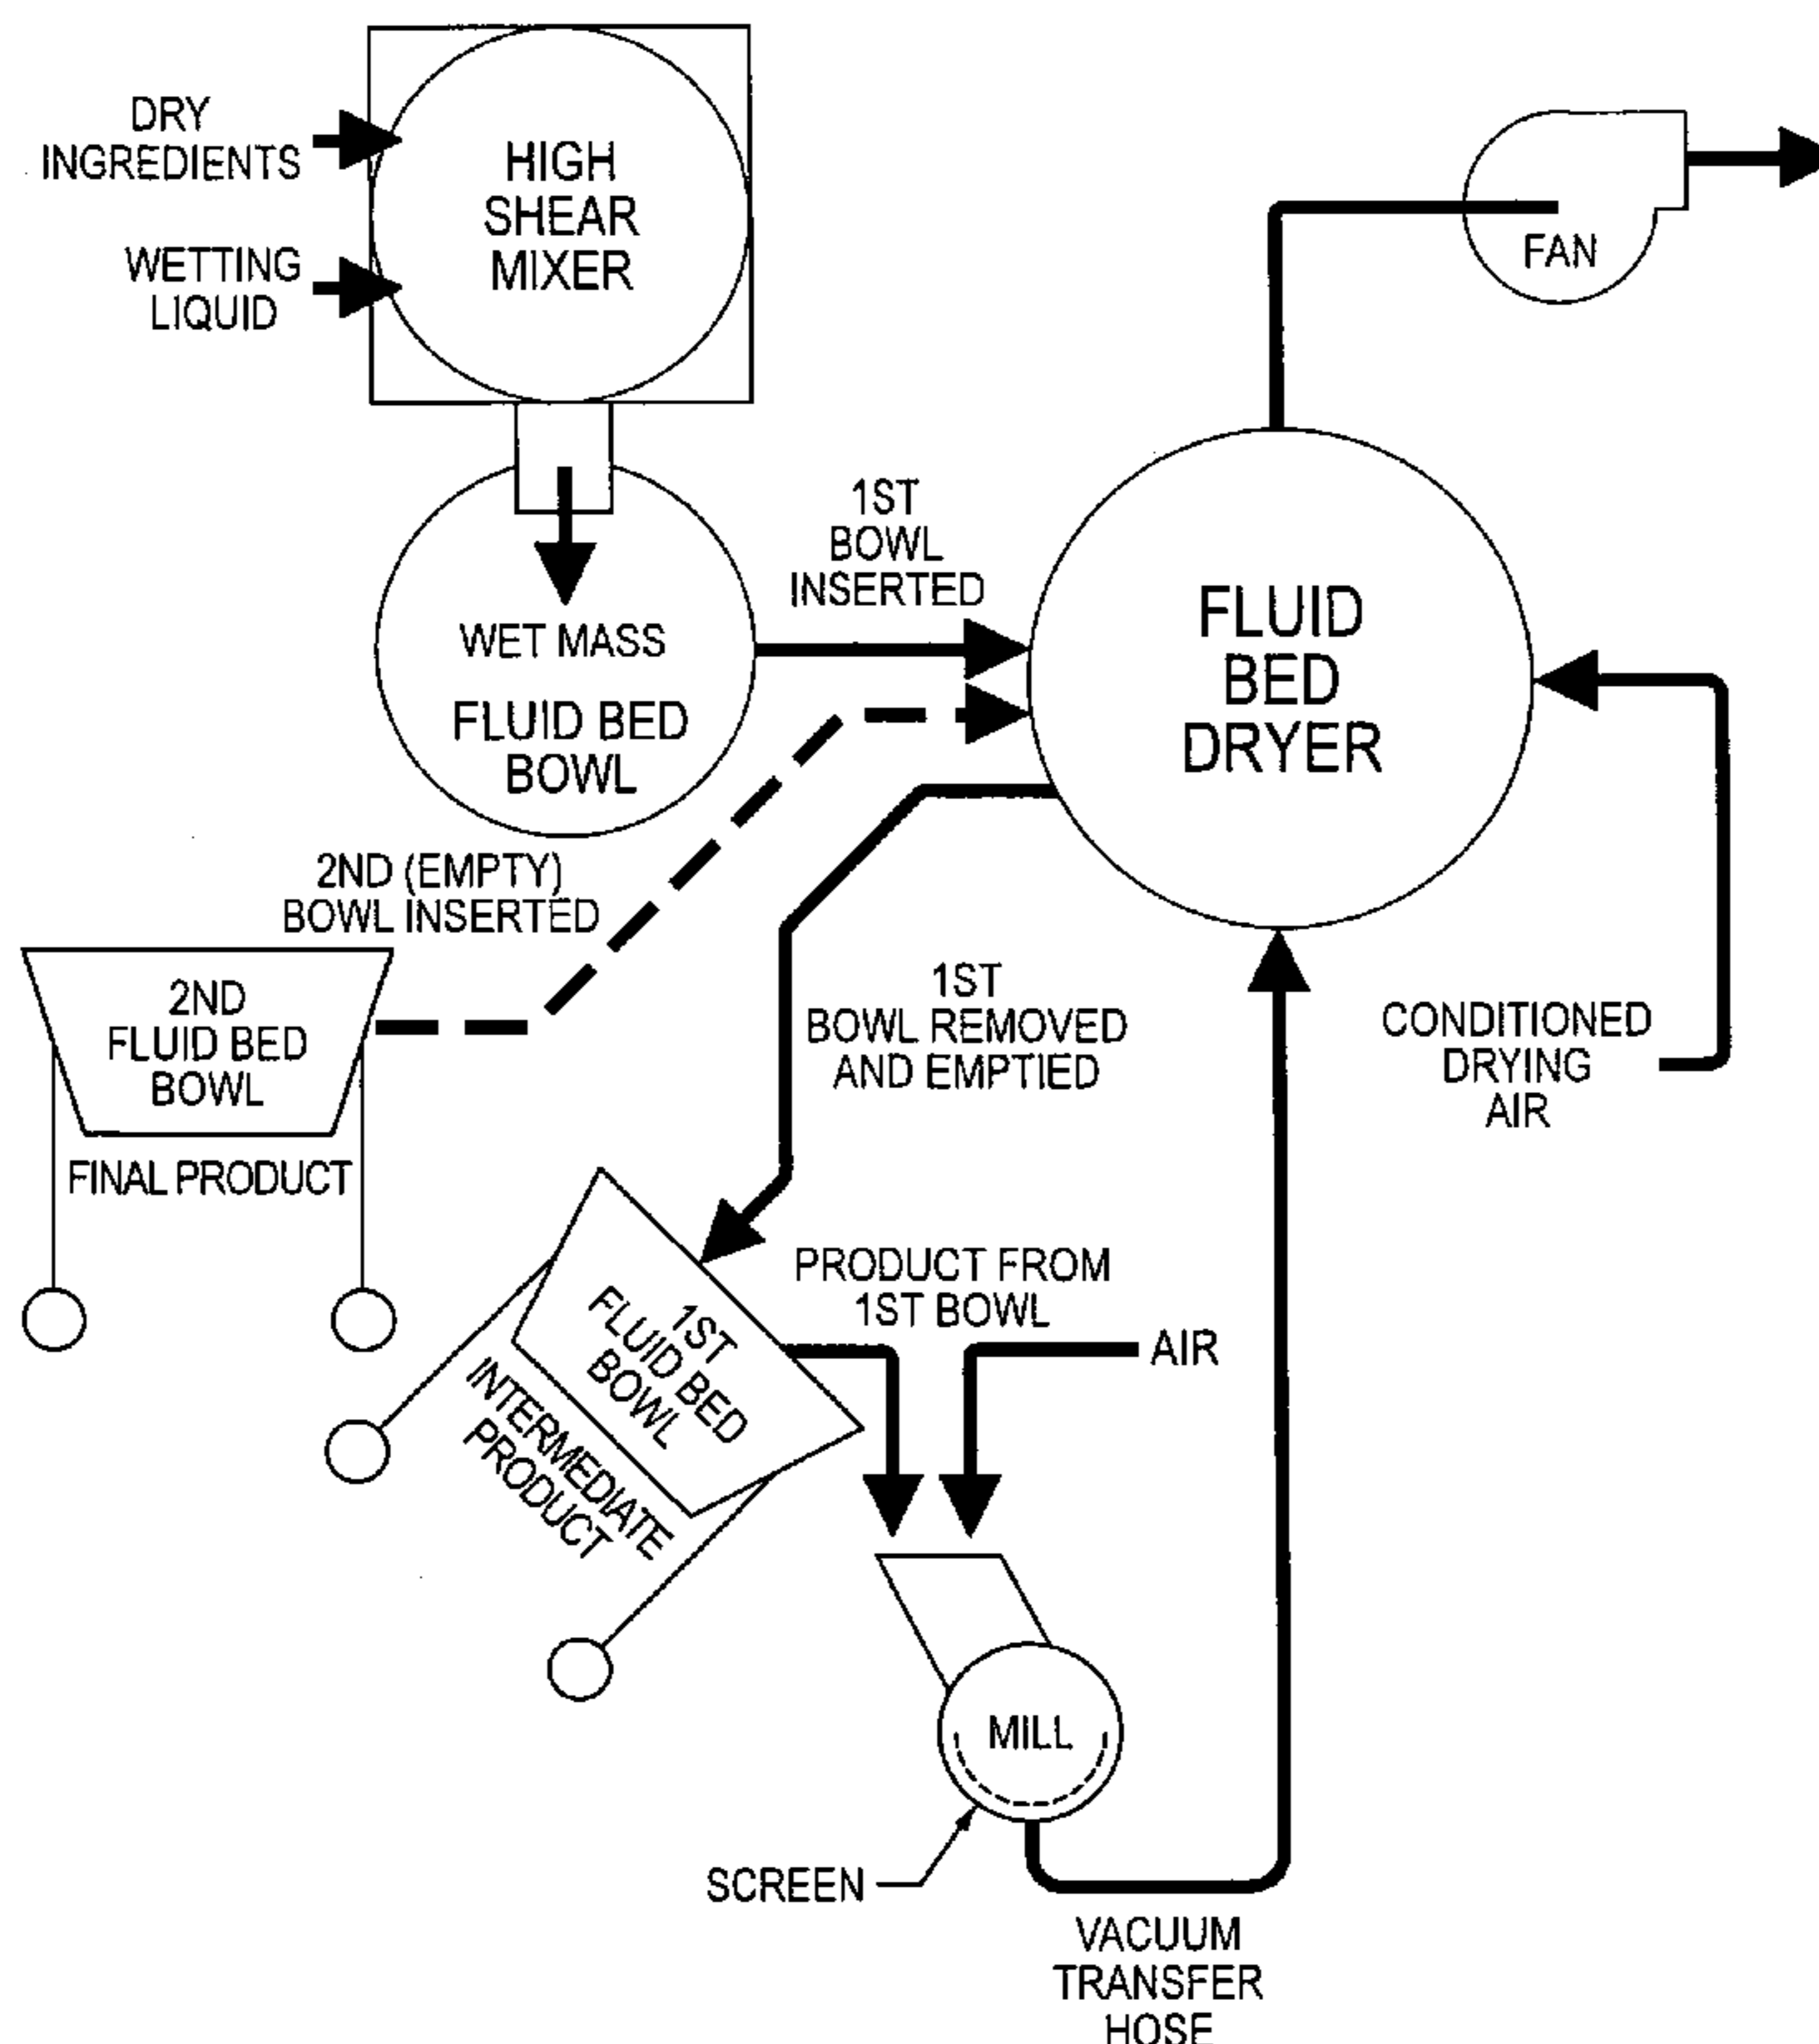 DRY
INGREDIENTS
WETTING
LIQUID
HIGH
SHEAR
MIXER
FAN
WET MASS
FLUID BED
BOWL
1ST
BOWL
INSERTED
FLUID
BED
DRYER
2ND (EMPTY)
BOWL INSERTED
2ND
FLUID BED
BOWL
FINAL PRODUCT
1ST
BOWL REMOVED
AND EMPTIED
CONDITIONED
DRYING
AIR
1ST
FLUID BED
BOWL
INTERMEDIATE
PRODUCT
PRODUCT FROM
1ST BOWL
AIR
MILL
SCREEN
VACUUM
TRANSFER
HOSE